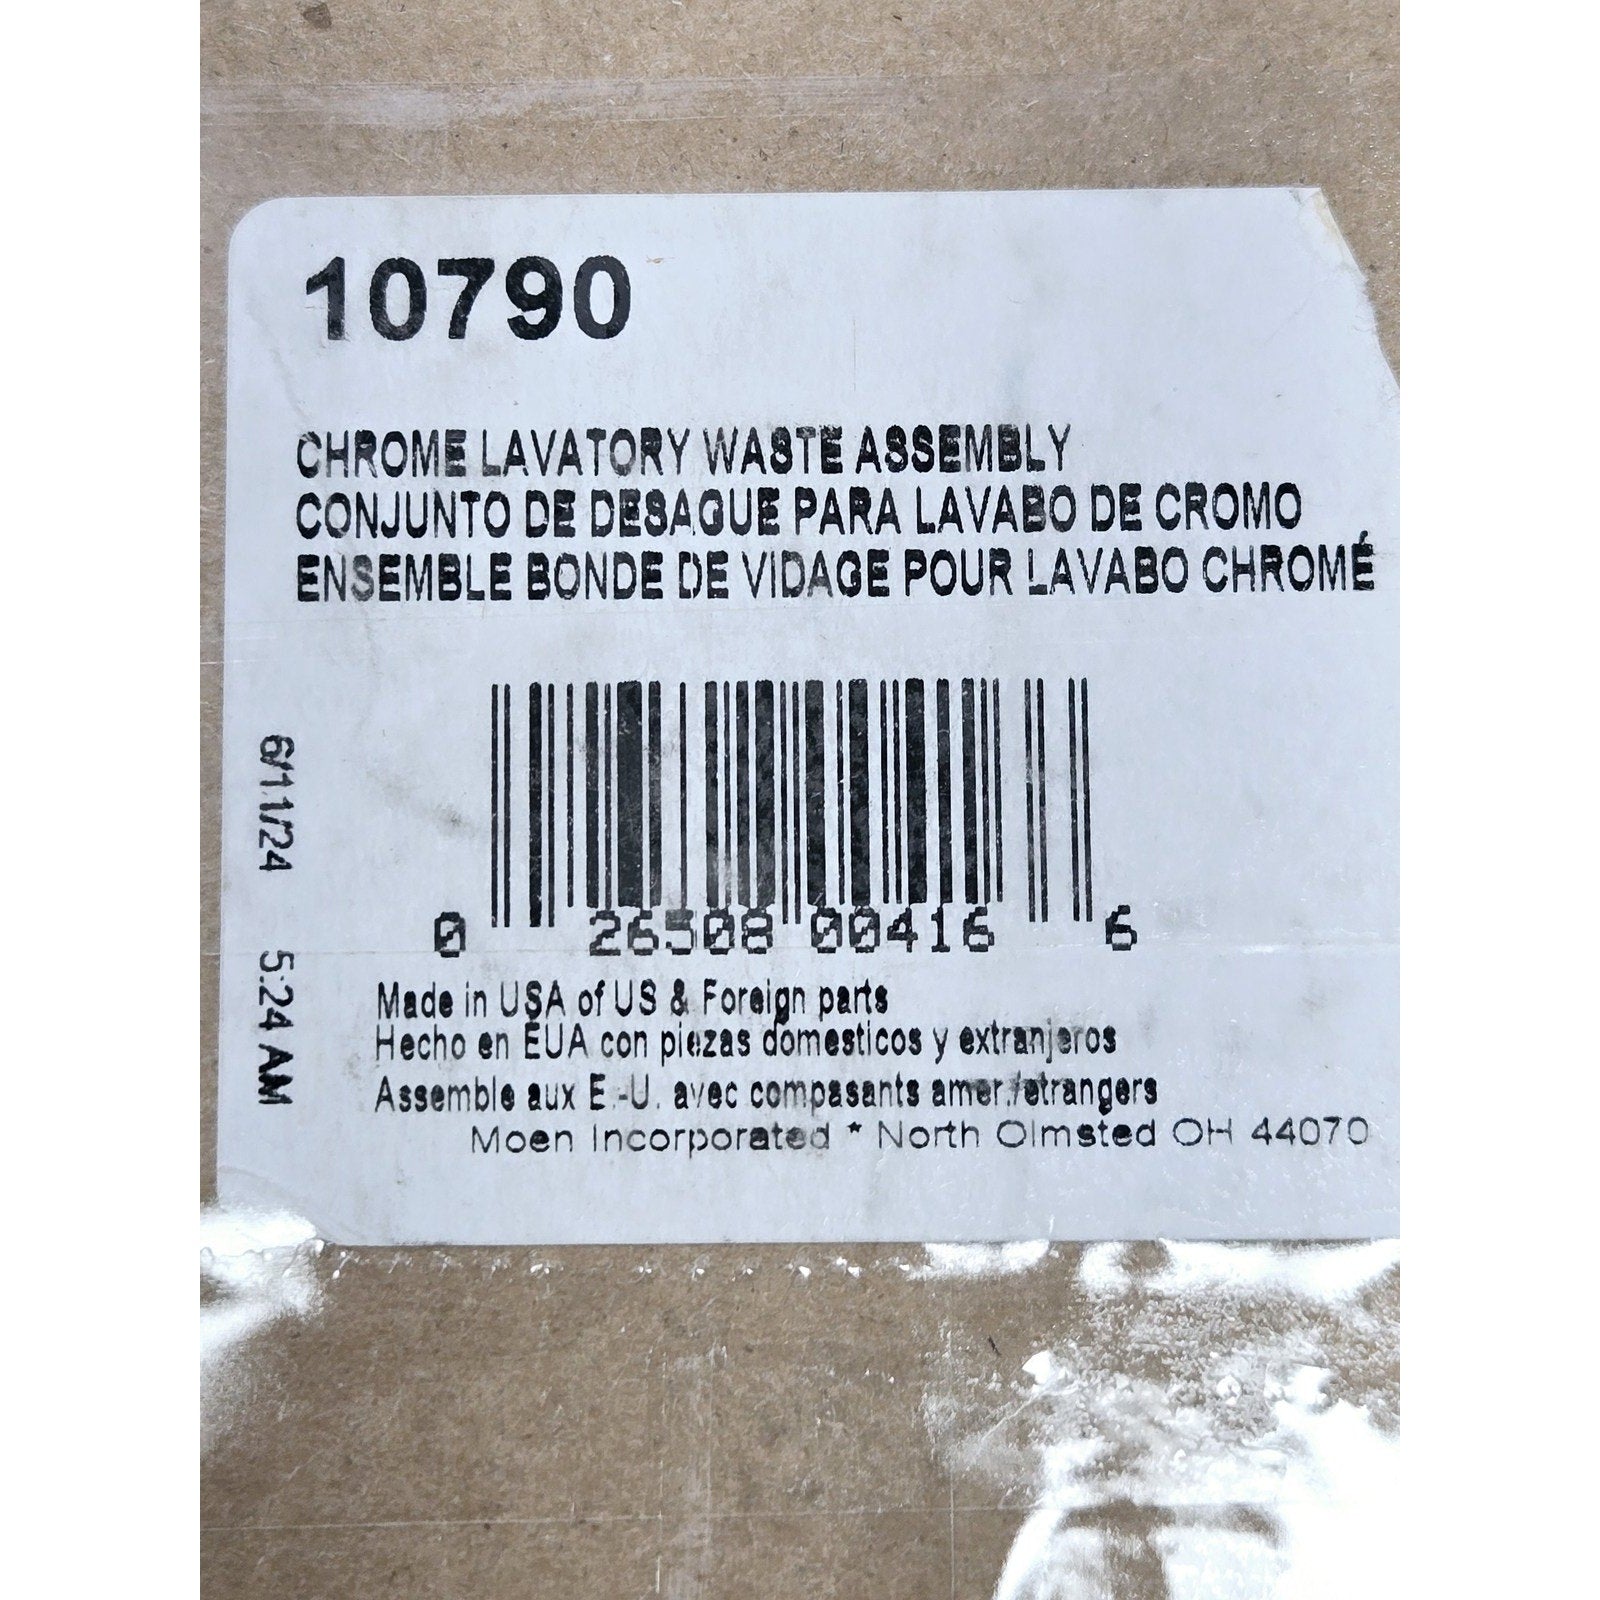 10790
CHROME LAVATORY WASTE ASSEMBLY
CONJUNTO DE DESAGUE PARA LAVABO DE CROMO
ENSEMBLE BONDE DE VIDAGE POUR LAVABO CHROMÉ
6/11/24 5:24 AM
0 26508 00416 6
Made in USA of US & Foreign parts
Hecho en EUA con piezas domesticos y extranjeros
Assemble aux E.-U. avec compasants amer./etrangers
Moen Incorporated * North Olmsted OH 44070